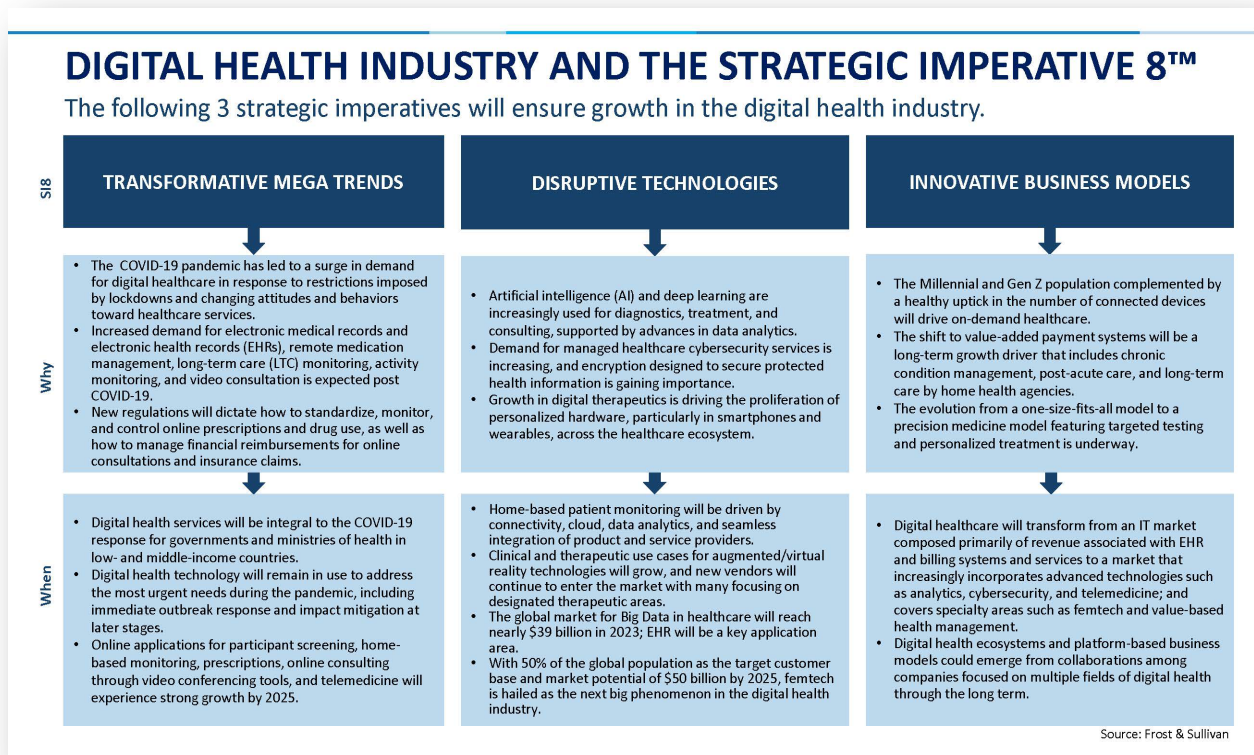 DIGITAL HEALTH INDUSTRY AND THE STRATEGIC IMPERATIVE 8™
The following 3 strategic imperatives will ensure growth in the digital health industry.
SI8
TRANSFORMATIVE MEGA TRENDS
DISRUPTIVE TECHNOLOGIES
INNOVATIVE BUSINESS MODELS
Why
• The COVID-19 pandemic has led to a surge in demand
for digital healthcare in response to restrictions imposed
by lockdowns and changing attitudes and behaviors
toward healthcare services.
• Increased demand for electronic medical records and
electronic health records (EHRs), remote medication
management, long-term care (LTC) monitoring, activity
monitoring, and video consultation is expected post
COVID-19.
• New regulations will dictate how to standardize, monitor,
and control online prescriptions and drug use, as well as
how to manage financial reimbursements for online
consultations and insurance claims.
• Artificial intelligence (AI) and deep learning are
increasingly used for diagnostics, treatment, and
consulting, supported by advances in data analytics.
• Demand for managed healthcare cybersecurity services is
increasing, and encryption designed to secure protected
health information is gaining importance.
• Growth in digital therapeutics is driving the proliferation of
personalized hardware, particularly in smartphones and
wearables, across the healthcare ecosystem.
• The Millennial and Gen Z population complemented by
a healthy uptick in the number of connected devices
will drive on-demand healthcare.
• The shift to value-added payment systems will be a
long-term growth driver that includes chronic
condition management, post-acute care, and long-term
care by home health agencies.
• The evolution from a one-size-fits-all model to a
precision medicine model featuring targeted testing
and personalized treatment is underway.
When
• Digital health services will be integral to the COVID-19
response for governments and ministries of health in
low- and middle-income countries.
• Digital health technology will remain in use to address
the most urgent needs during the pandemic, including
immediate outbreak response and impact mitigation at
later stages.
• Online applications for participant screening, home-
based monitoring, prescriptions, online consulting
through video conferencing tools, and telemedicine will
experience strong growth by 2025.
• Home-based patient monitoring will be driven by
connectivity, cloud, data analytics, and seamless
integration of product and service providers.
• Clinical and therapeutic use cases for augmented/virtual
reality technologies will grow, and new vendors will
continue to enter the market with many focusing on
designated therapeutic areas.
• The global market for Big Data in healthcare will reach
nearly $39 billion in 2023; EHR will be a key application
area.
• With 50% of the global population as the target customer
base and market potential of $50 billion by 2025, femtech
is hailed as the next big phenomenon in the digital health
industry.
• Digital healthcare will transform from an IT market
composed primarily of revenue associated with EHR
and billing systems and services to a market that
increasingly incorporates advanced technologies such
as analytics, cybersecurity, and telemedicine; and
covers specialty areas such as femtech and value-based
health management.
• Digital health ecosystems and platform-based business
models could emerge from collaborations among
companies focused on multiple fields of digital health
through the long term.
Source: Frost & Sullivan